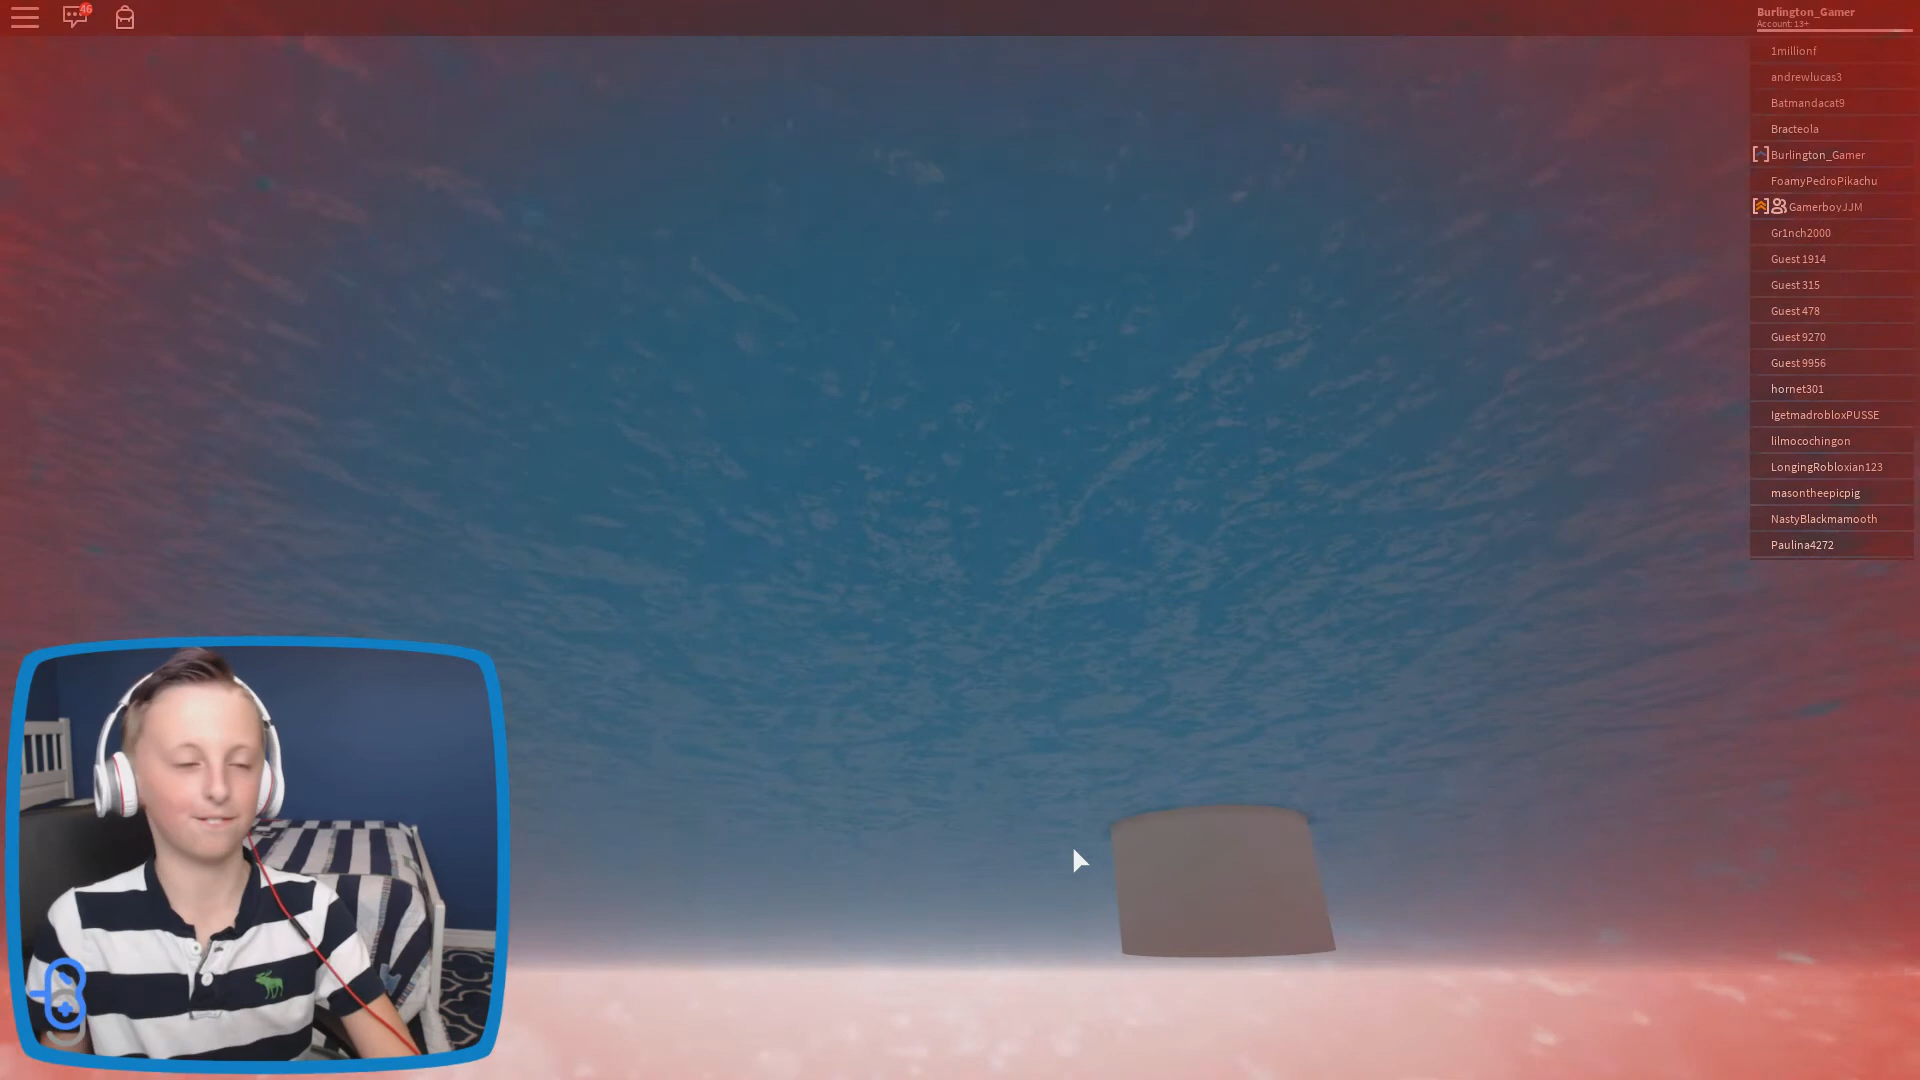 46
Burlington_Gamer
Account: 13+
1millionf
andrewlucas3
Batmandacat9
Bracteola
Burlington_Gamer
FoamyPedroPikachu
GamerboyJJM
Gr1nch2000
Guest 1914
Guest 315
Guest 478
Guest 9270
Guest 9956
hornet301
IgetmadrobloxPUSSE
lilmocochingon
LongingRobloxian123
masontheepicpig
NastyBlackmamooth
Paulina4272